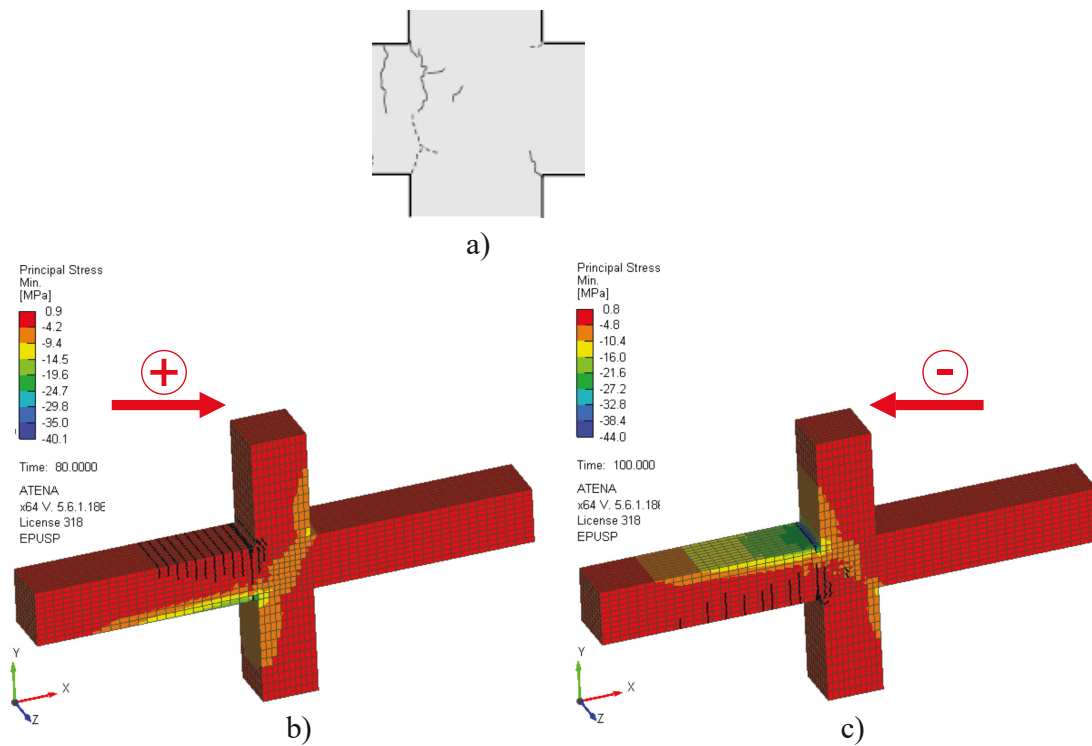 a)
Principal Stress
Min.
[MPa]
0.9
-4.2
-9.4
-14.5
-19.6
-24.7
-29.8
-35.0
-40.1
+
Time: 80.0000
ATENA
x64 V. 5.6.1.18
License 318
EPUSP
Y
X
Z
b)
Principal Stress
Min.
[MPa]
0.8
-4.8
-10.4
-16.0
-21.6
-27.2
-32.8
-38.4
-44.0
-
Time: 100.000
ATENA
x64 V. 5.6.1.18
License 318
EPUSP
Y
X
Z
c)